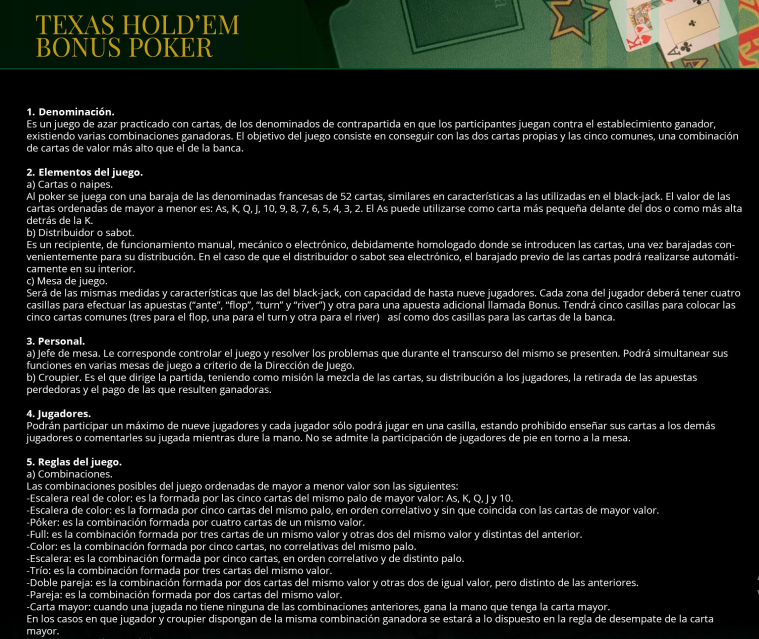 TEXAS HOLD'EM
BONUS POKER
1. Denominación.
Es un juego de azar practicado con cartas, de los denominados de contrapartida en que los participantes juegan contra el establecimiento ganador,
existiendo varias combinaciones ganadoras. El objetivo del juego consiste en conseguir con las dos cartas propias y las cinco comunes, una combinación
de cartas de valor más alto que el de la banca.
2. Elementos del juego.
a) Cartas o naipes.
Al poker se juega con una baraja de las denominadas francesas de 52 cartas, similares en características a las utilizadas en el black-jack. El valor de las
cartas ordenadas de mayor a menor es: As, K, Q, J, 10, 9, 8, 7, 6, 5, 4, 3, 2. El As puede utilizarse como carta más pequeña delante del dos o como más alta
detrás de la K.
b) Distribuidor o sabot.
Es un recipiente, de funcionamiento manual, mecánico o electrónico, debidamente homologado donde se introducen las cartas, una vez barajadas con-
venientemente para su distribución. En el caso de que el distribuidor o sabot sea electrónico, el barajado previo de las cartas podrá realizarse automáti-
camente en su interior.
c) Mesa de juego.
Será de las mismas medidas y características que las del black-jack, con capacidad de hasta nueve jugadores. Cada zona del jugador deberá tener cuatro
casillas para efectuar las apuestas ("ante", "flop", "turn" y "river") y otra para una apuesta adicional llamada Bonus. Tendrá cinco casillas para colocar las
cinco cartas comunes (tres para el flop, una para el turn y otra para el river) así como dos casillas para las cartas de la banca.
3. Personal.
a) Jefe de mesa. Le corresponde controlar el juego y resolver los problemas que durante el transcurso del mismo se presenten. Podrá simultanear sus
funciones en varias mesas de juego a criterio de la Dirección de Juego.
b) Croupier. Es el que dirige la partida, teniendo como misión la mezcla de las cartas, su distribución a los jugadores, la retirada de las apuestas
perdedoras y el pago de las que resulten ganadoras.
4. Jugadores.
Podrán participar un máximo de nueve jugadores y cada jugador sólo podrá jugar en una casilla, estando prohibido enseñar sus cartas a los demás
jugadores o comentarles su jugada mientras dure la mano. No se admite la participación de jugadores de pie en torno a la mesa.
5. Reglas del juego.
a) Combinaciones.
Las combinaciones posibles del juego ordenadas de mayor a menor valor son las siguientes:
-Escalera real de color: es la formada por las cinco cartas del mismo palo de mayor valor: As, K, Q, J y 10.
-Escalera de color: es la formada por cinco cartas del mismo palo, en orden correlativo y sin que coincida con las cartas de mayor valor.
-Póker: es la combinación formada por cuatro cartas de un mismo valor.
-Full: es la combinación formada por tres cartas de un mismo valor y otras dos del mismo valor y distintas del anterior.
-Color: es la combinación formada por cinco cartas, no correlativas del mismo palo.
-Escalera: es la combinación formada por cinco cartas, en orden correlativo y de distinto palo.
-Trío: es la combinación formada por tres cartas del mismo valor.
-Doble pareja: es la combinación formada por dos cartas del mismo valor y otras dos de igual valor, pero distinto de las anteriores.
-Pareja: es la combinación formada por dos cartas del mismo valor.
-Carta mayor: cuando una jugada no tiene ninguna de las combinaciones anteriores, gana la mano que tenga la carta mayor.
En los casos en que jugador y croupier dispongan de la misma combinación ganadora se estará a lo dispuesto en la regla de desempate de la carta
mayor.